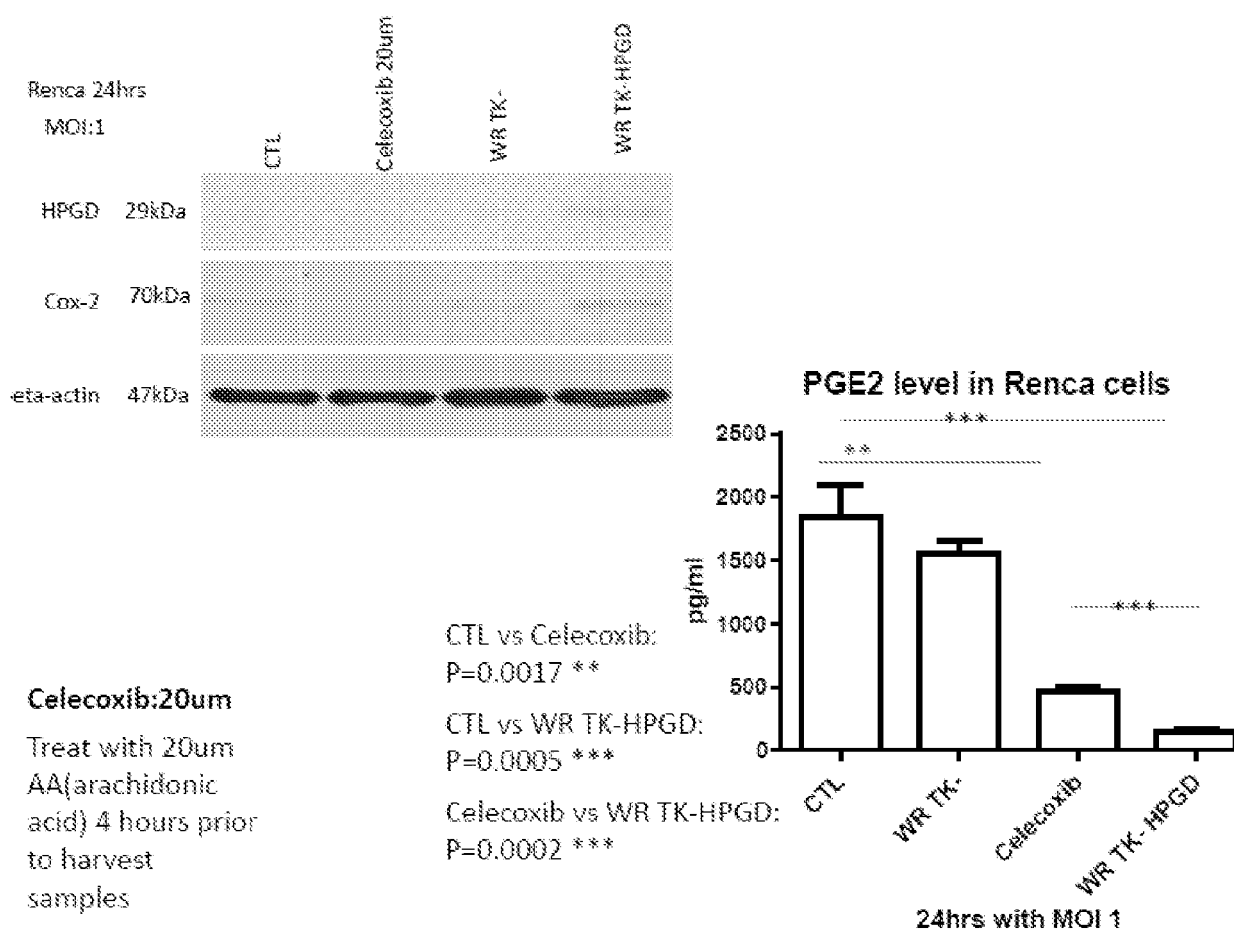 Renca 24hrs
MOI:1
CTL
Celecoxib 20um
WR TK-
WR TK-HPGD
HPGD 29kDa
Cox-2 70kDa
eta-actin 47kDa
PGE2 level in Renca cells
***
**
***
2500
2000
1500
1000
500
0
pg/ml
CTL
WR TK-
Celecoxib
WR TK- HPGD
24hrs with MOI 1
CTL vs Celecoxib:
P=0.0017 **
CTL vs WR TK-HPGD:
P=0.0005 ***
Celecoxib vs WR TK-HPGD:
P=0.0002 ***
Celecoxib:20um
Treat with 20um
AA(arachidonic
acid) 4 hours prior
to harvest
samples